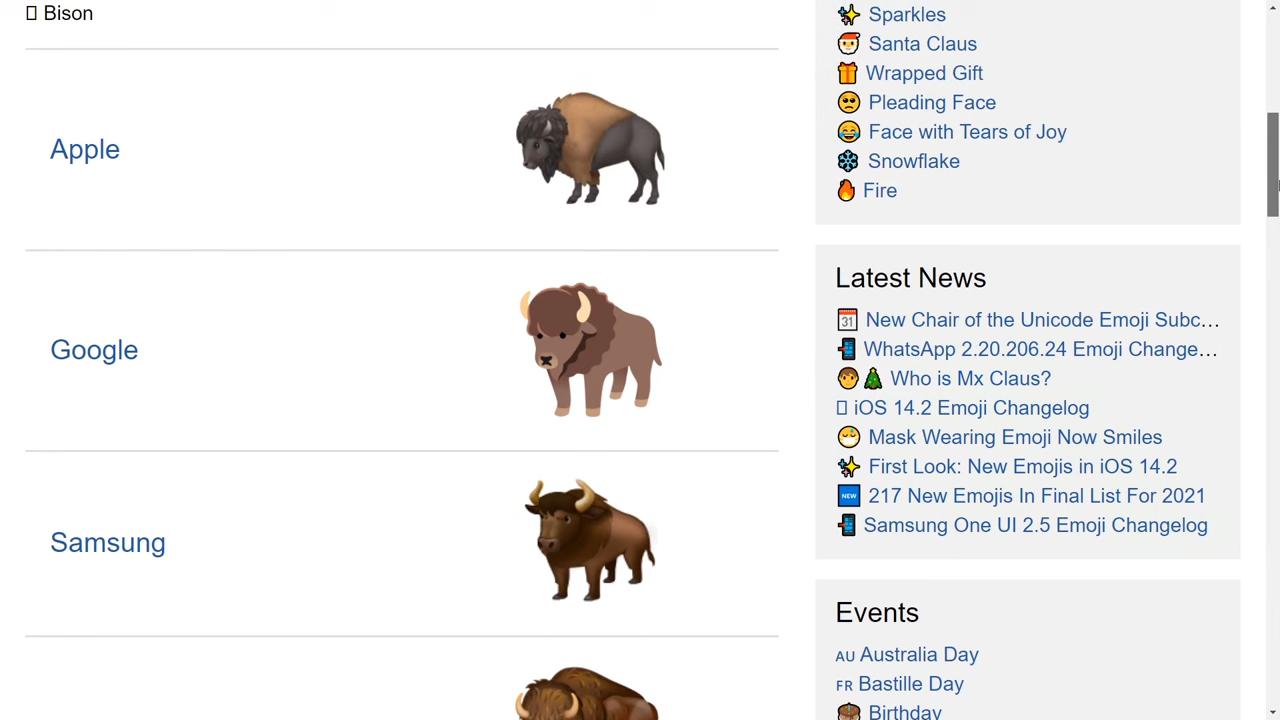 Bison
Apple
Google
Samsung
Sparkles
Santa Claus
Wrapped Gift
Pleading Face
Face with Tears of Joy
Snowflake
Fire
Latest News
31 New Chair of the Unicode Emoji Subc...
WhatsApp 2.20.206.24 Emoji Change...
Who is Mx Claus?
iOS 14.2 Emoji Changelog
Mask Wearing Emoji Now Smiles
First Look: New Emojis in iOS 14.2
NEW 217 New Emojis In Final List For 2021
Samsung One UI 2.5 Emoji Changelog
Events
AU Australia Day
FR Bastille Day
Birthday